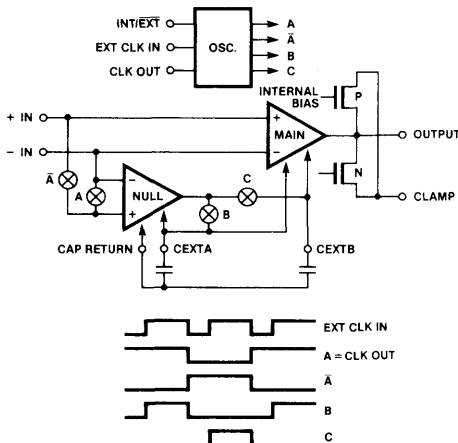 INT/EXT̅
EXT CLK IN
CLK OUT
OSC.
A
A̅
B
C
INTERNAL
BIAS
P
+ IN
+
MAIN
−
OUTPUT
− IN
N
A̅
A
−
NULL
+
C
B
CLAMP
CAP RETURN
CEXTA
CEXTB
EXT CLK IN
A = CLK OUT
A̅
B
C